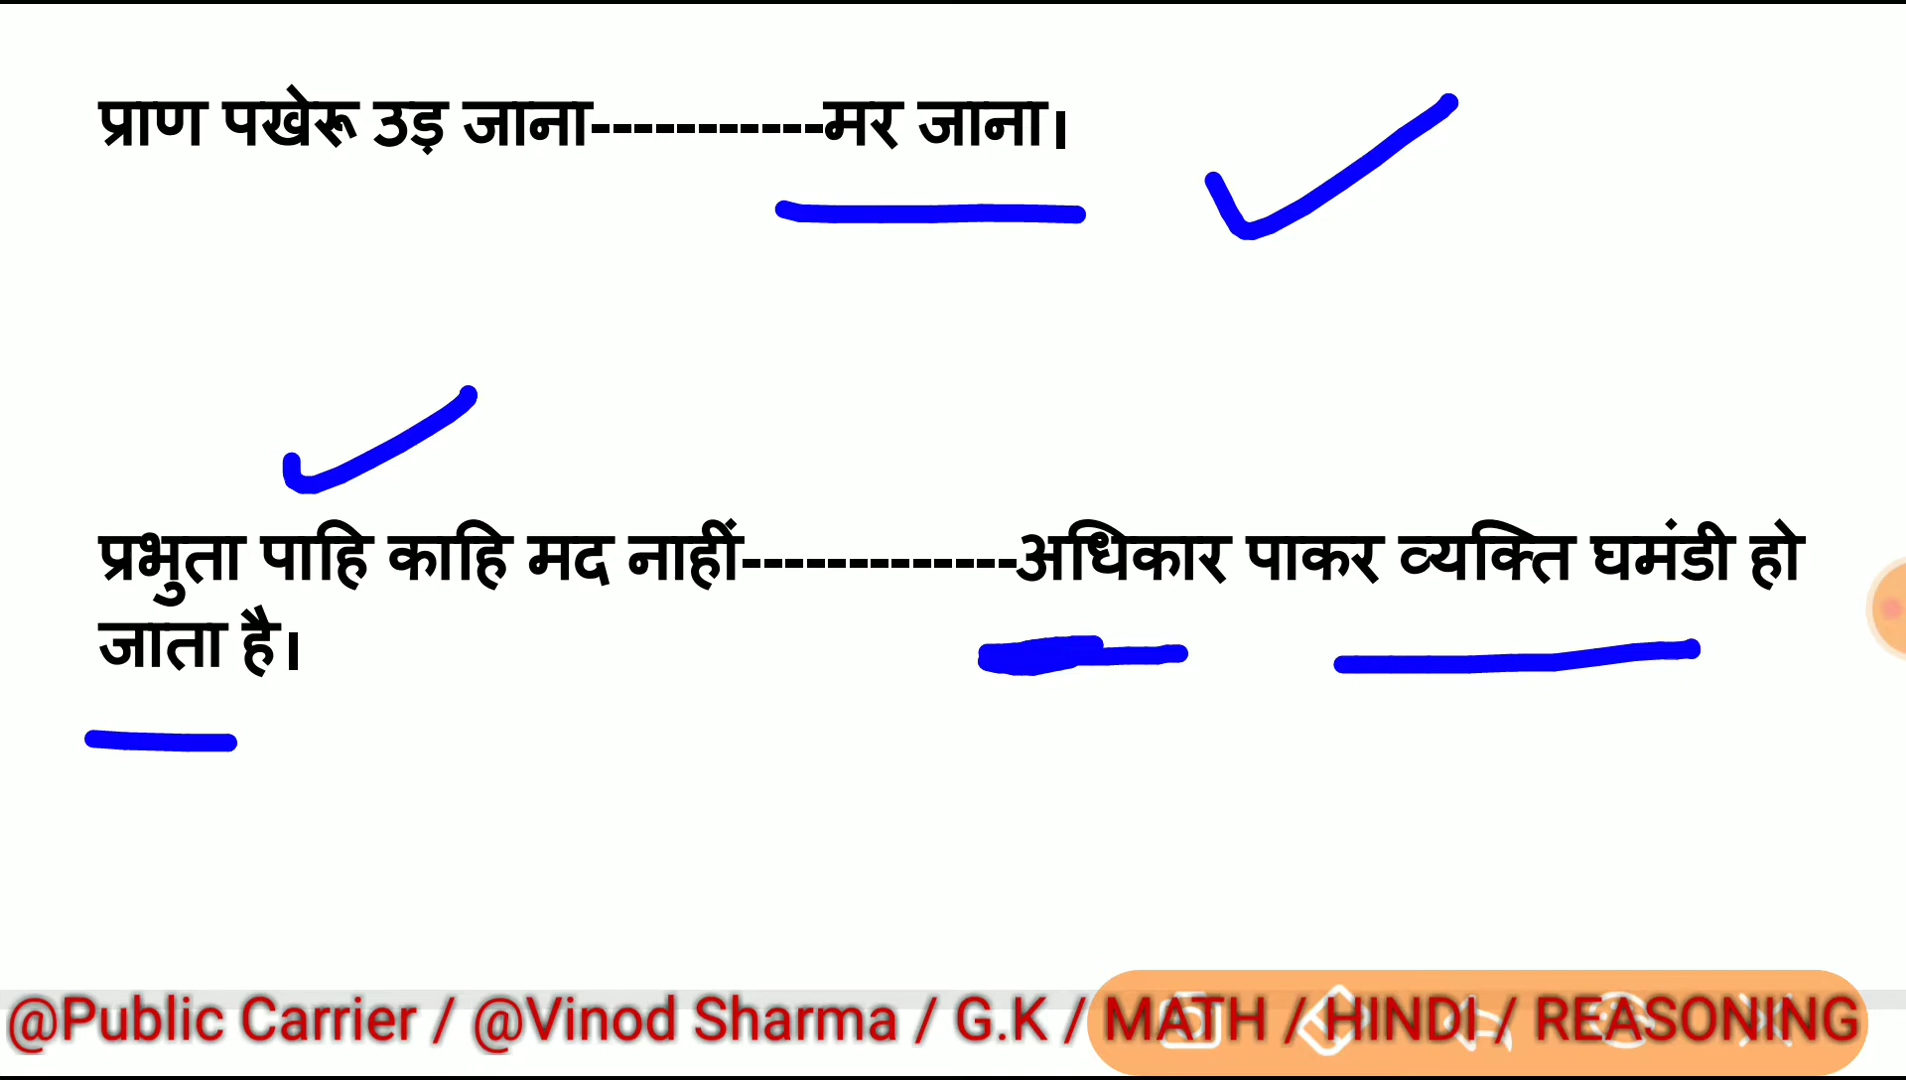 प्राण पखेरू उड़ जाना-----------मर जाना।
प्रभुता पाहि काहि मद नाहीं-------------अधिकार पाकर व्यक्ति घमंडी हो
जाता है।
@Public Carrier / @Vinod Sharma / G.K / MATH / HINDI / REASONING